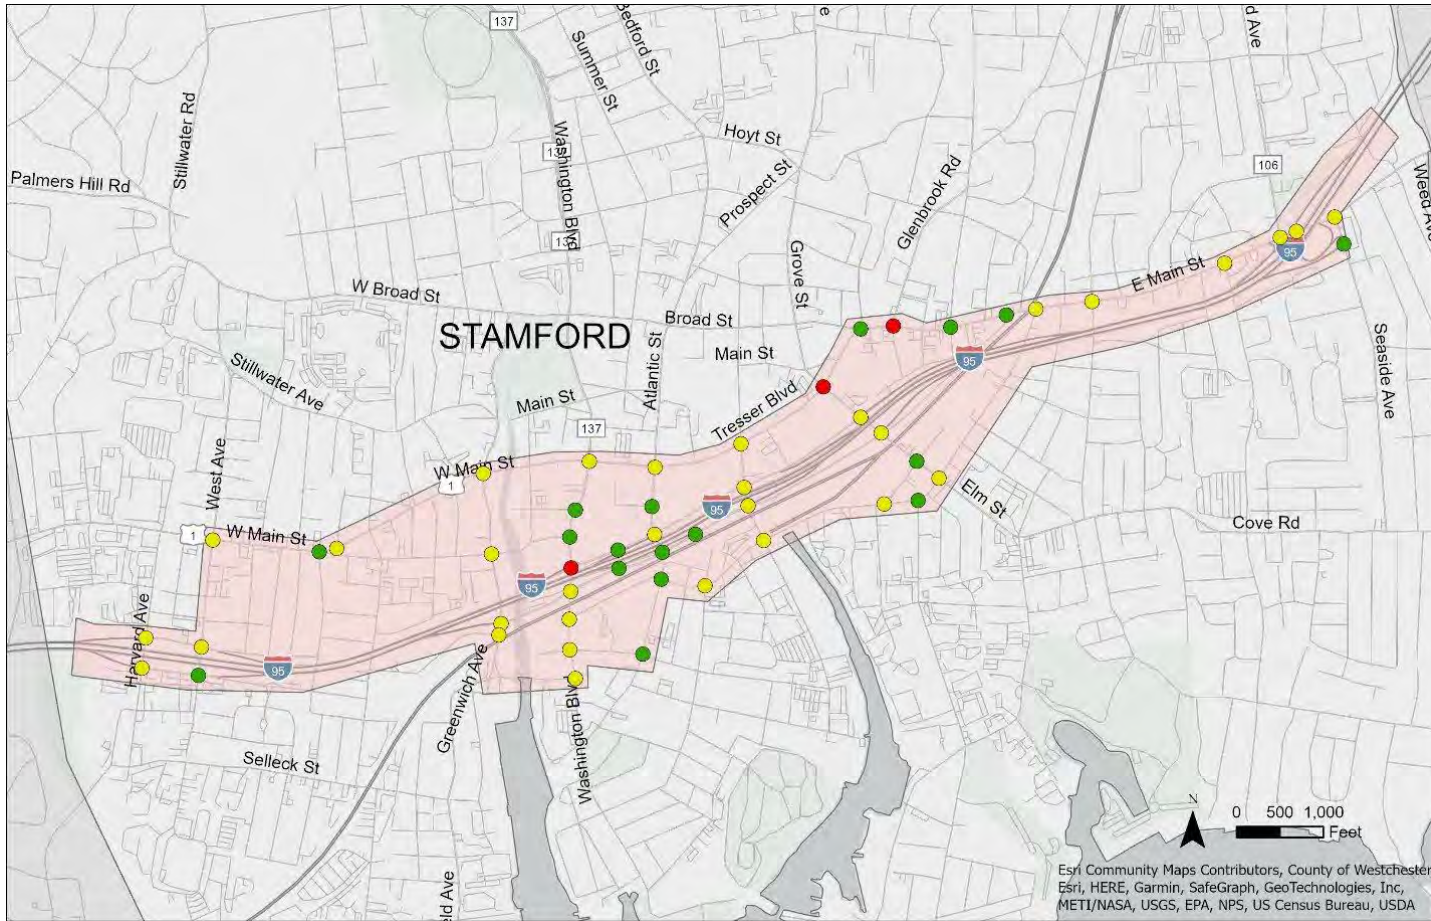 137
Bedford St
Summer St
Hoyt St
Prospect St
Washington Blvd
Stillwater Rd
Palmers Hill Rd
Glenbrook Rd
Grove St
106
Weed Ave
95
E Main St
W Broad St
Broad St
STAMFORD
Main St
Atlantic St
95
Seaside Ave
Stillwater Ave
Main St
Tresser Blvd
137
West Ave
W Main St
1
Elm St
95
Cove Rd
1
W Main St
95
Harvard Ave
95
Greenwich Ave
Washington Blvd
Selleck St
N
0 500 1,000
Feet
Esri Community Maps Contributors, County of Westchester
Esri, HERE, Garmin, SafeGraph, GeoTechnologies, Inc,
METI/NASA, USGS, EPA, NPS, US Census Bureau, USDA